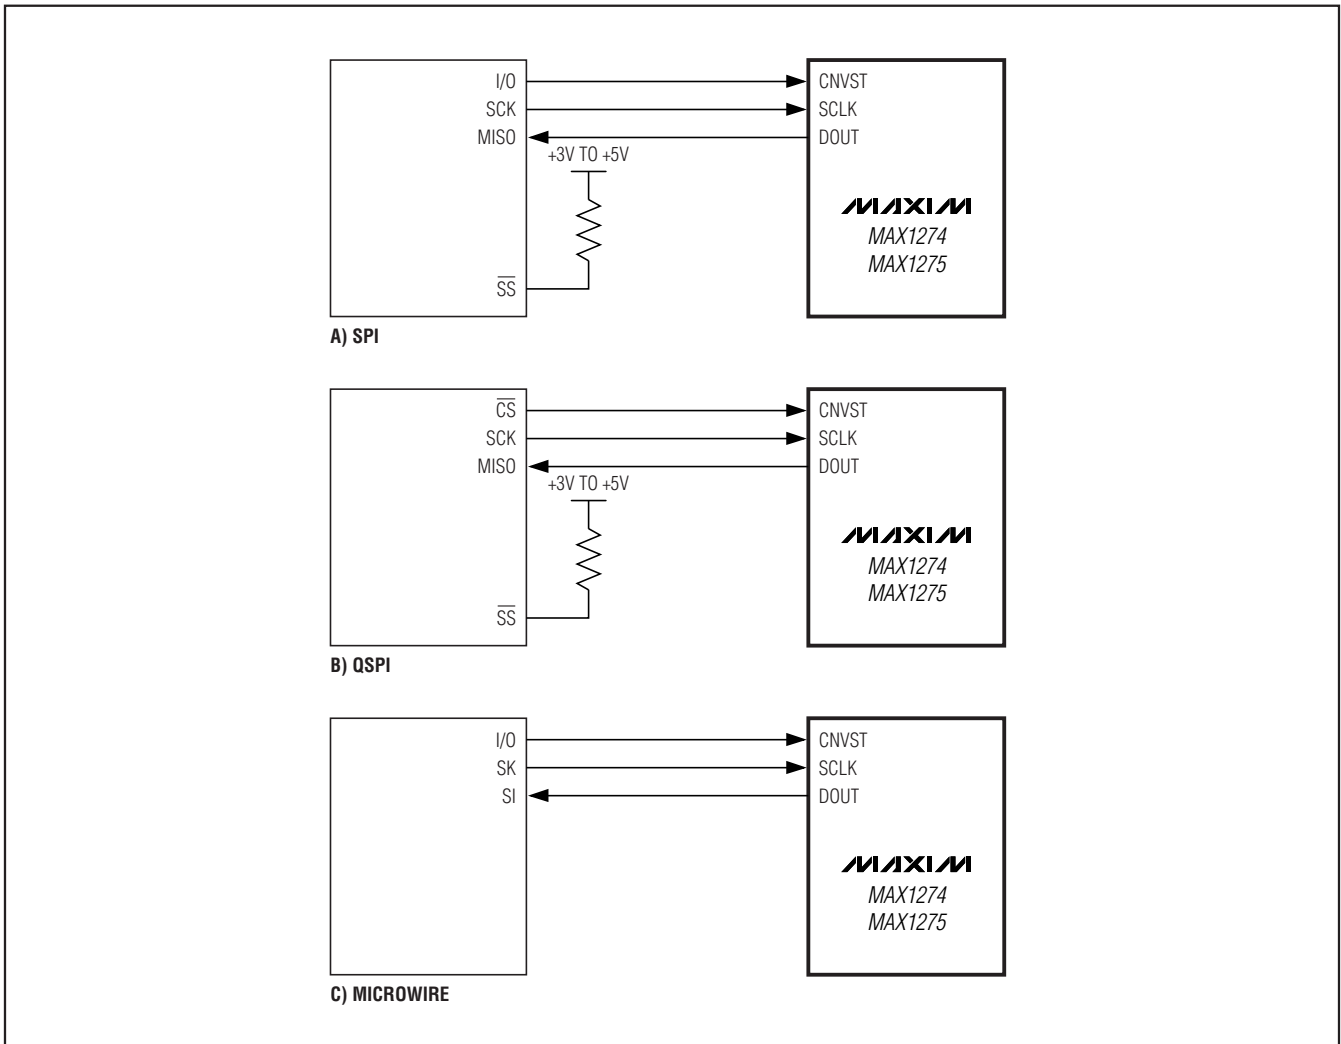 I/O
SCK
MISO
+3V TO +5V
SS
CNVST
SCLK
DOUT
MAXIM
MAX1274
MAX1275
A) SPI
CS
SCK
MISO
+3V TO +5V
SS
CNVST
SCLK
DOUT
MAXIM
MAX1274
MAX1275
B) QSPI
I/O
SK
SI
CNVST
SCLK
DOUT
MAXIM
MAX1274
MAX1275
C) MICROWIRE